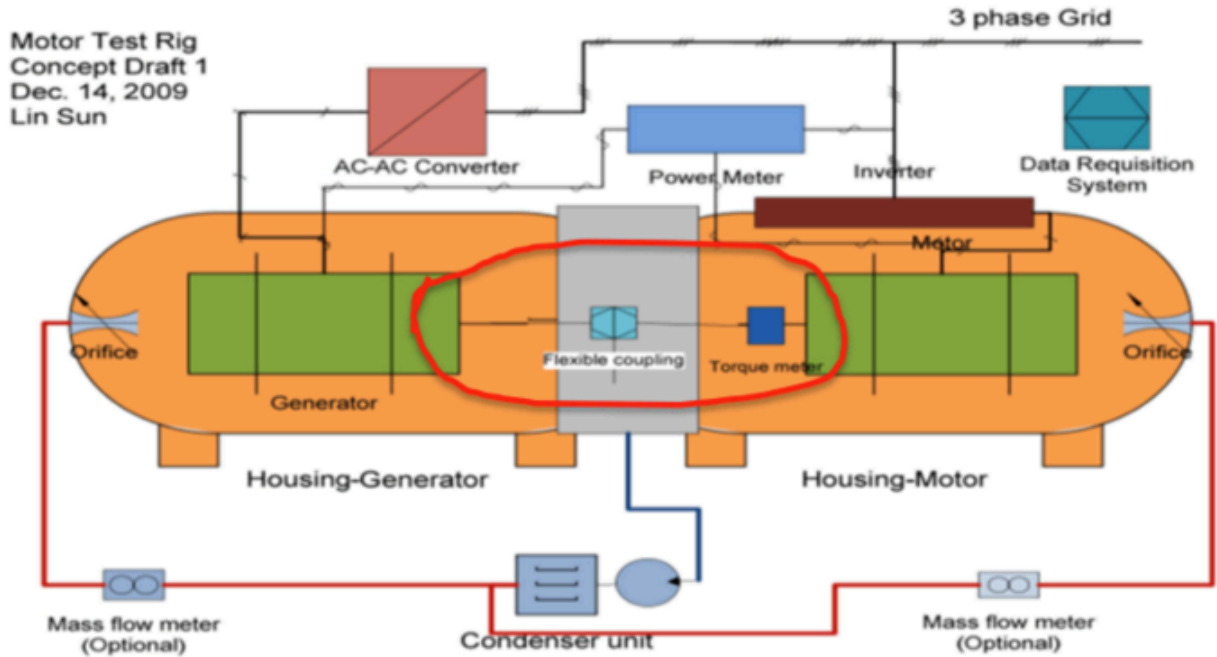 3 phase Grid
Motor Test Rig
Concept Draft 1
Dec. 14, 2009
Lin Sun
AC-AC Converter
Power Meter
Inverter
Data Requisition
System
Motor
Orifice
Flexible coupling
Torque meter
Orifice
Generator
Housing-Generator
Housing-Motor
Mass flow meter
(Optional)
Condenser unit
Mass flow meter
(Optional)